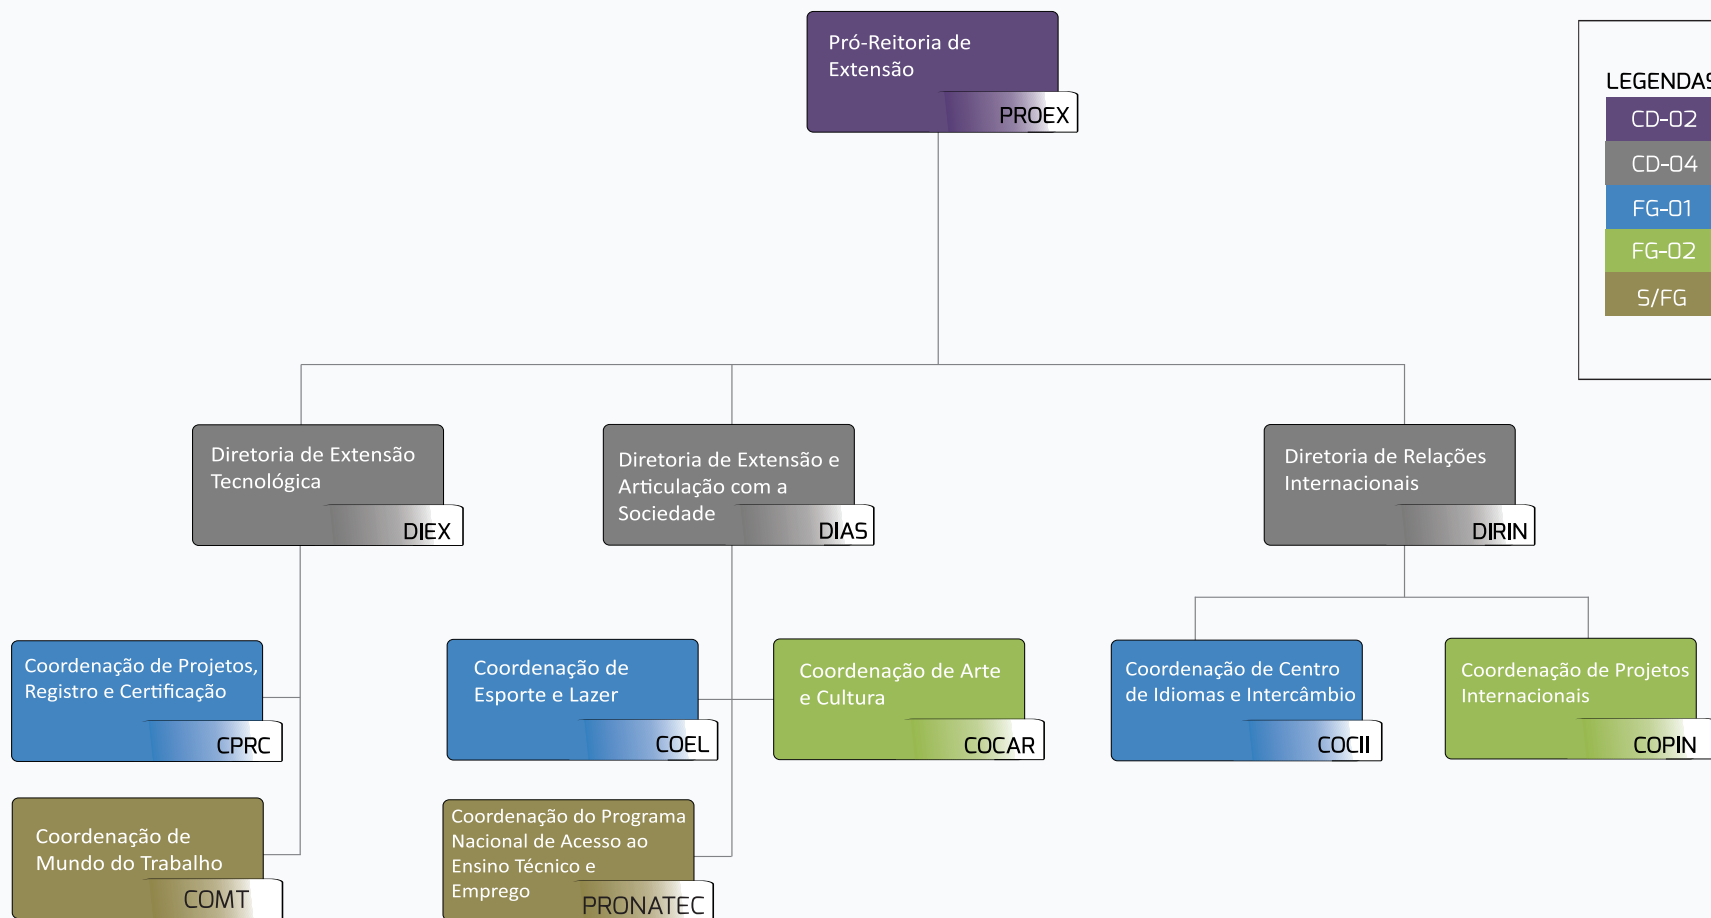 Pró-Reitoria de
Extensão
PROEX
LEGENDAS
CD-02
CD-04
FG-01
FG-02
S/FG
Diretoria de Extensão
Tecnológica
DIEX
Diretoria de Extensão e
Articulação com a
Sociedade
DIAS
Diretoria de Relações
Internacionais
DIRIN
Coordenação de Projetos,
Registro e Certificação
CPRC
Coordenação de
Esporte e Lazer
COEL
Coordenação de Arte
e Cultura
COCAR
Coordenação de Centro
de Idiomas e Intercâmbio
COCII
Coordenação de Projetos
Internacionais
COPIN
Coordenação de
Mundo do Trabalho
COMT
Coordenação do Programa
Nacional de Acesso ao
Ensino Técnico e
Emprego
PRONATEC